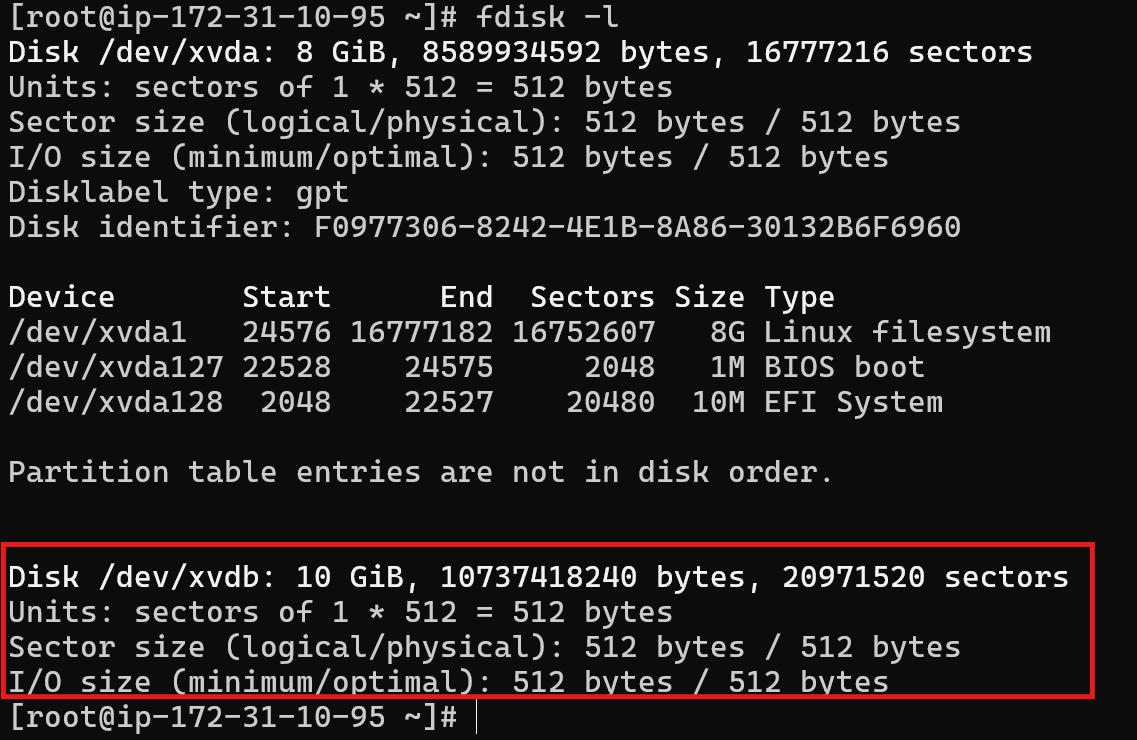 [root@ip-172-31-10-95 ~]# fdisk -l
Disk /dev/xvda: 8 GiB, 8589934592 bytes, 16777216 sectors
Units: sectors of 1 * 512 = 512 bytes
Sector size (logical/physical): 512 bytes / 512 bytes
I/O size (minimum/optimal): 512 bytes / 512 bytes
Disklabel type: gpt
Disk identifier: F0977306-8242-4E1B-8A86-30132B6F6960
Device       Start      End  Sectors Size Type
/dev/xvda1   24576 16777182 16752607   8G Linux filesystem
/dev/xvda127 22528    24575     2048   1M BIOS boot
/dev/xvda128  2048    22527    20480  10M EFI System
Partition table entries are not in disk order.
Disk /dev/xvdb: 10 GiB, 10737418240 bytes, 20971520 sectors
Units: sectors of 1 * 512 = 512 bytes
Sector size (logical/physical): 512 bytes / 512 bytes
I/O size (minimum/optimal): 512 bytes / 512 bytes
[root@ip-172-31-10-95 ~]#